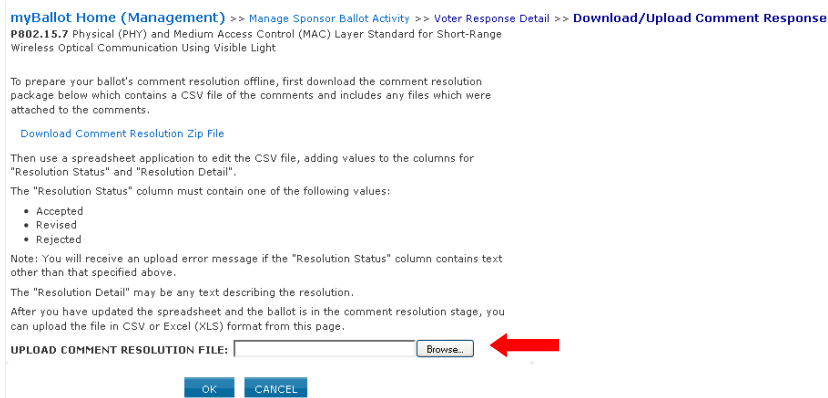 myBallot Home (Management) >> Manage Sponsor Ballot Activity >> Voter Response Detail >> Download/Upload Comment Response
P802.15.7 Physical (PHY) and Medium Access Control (MAC) Layer Standard for Short-Range
Wireless Optical Communication Using Visible Light
To prepare your ballot's comment resolution offline, first download the comment resolution
package below which contains a CSV file of the comments and includes any files which were
attached to the comments.
Download Comment Resolution Zip File
Then use a spreadsheet application to edit the CSV file, adding values to the columns for
"Resolution Status" and "Resolution Detail".
The "Resolution Status" column must contain one of the following values:
• Accepted
• Revised
• Rejected
Note: You will receive an upload error message if the "Resolution Status" column contains text
other than that specified above.
The "Resolution Detail" may be any text describing the resolution.
After you have updated the spreadsheet and the ballot is in the comment resolution stage, you
can upload the file in CSV or Excel (XLS) format from this page.
UPLOAD COMMENT RESOLUTION FILE: Browse...
OK CANCEL